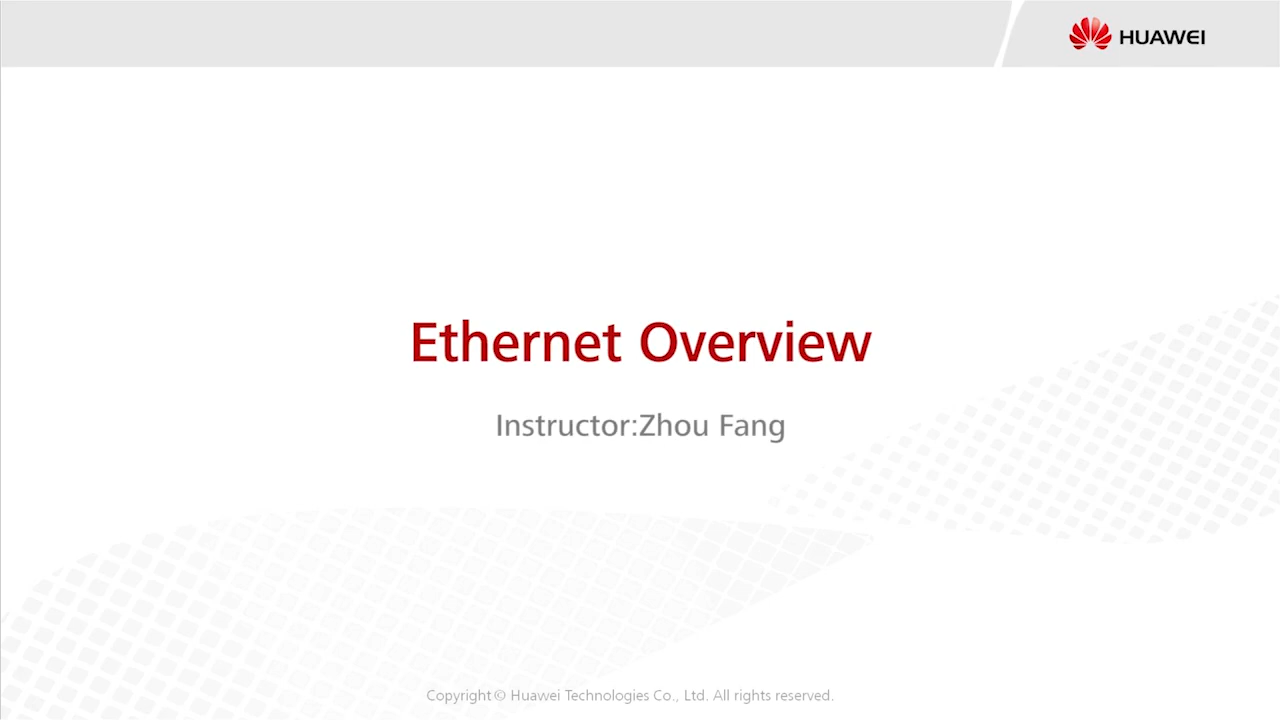 HUAWEI
Ethernet Overview
Instructor:Zhou Fang
Copyright © Huawei Technologies Co., Ltd. All rights reserved.